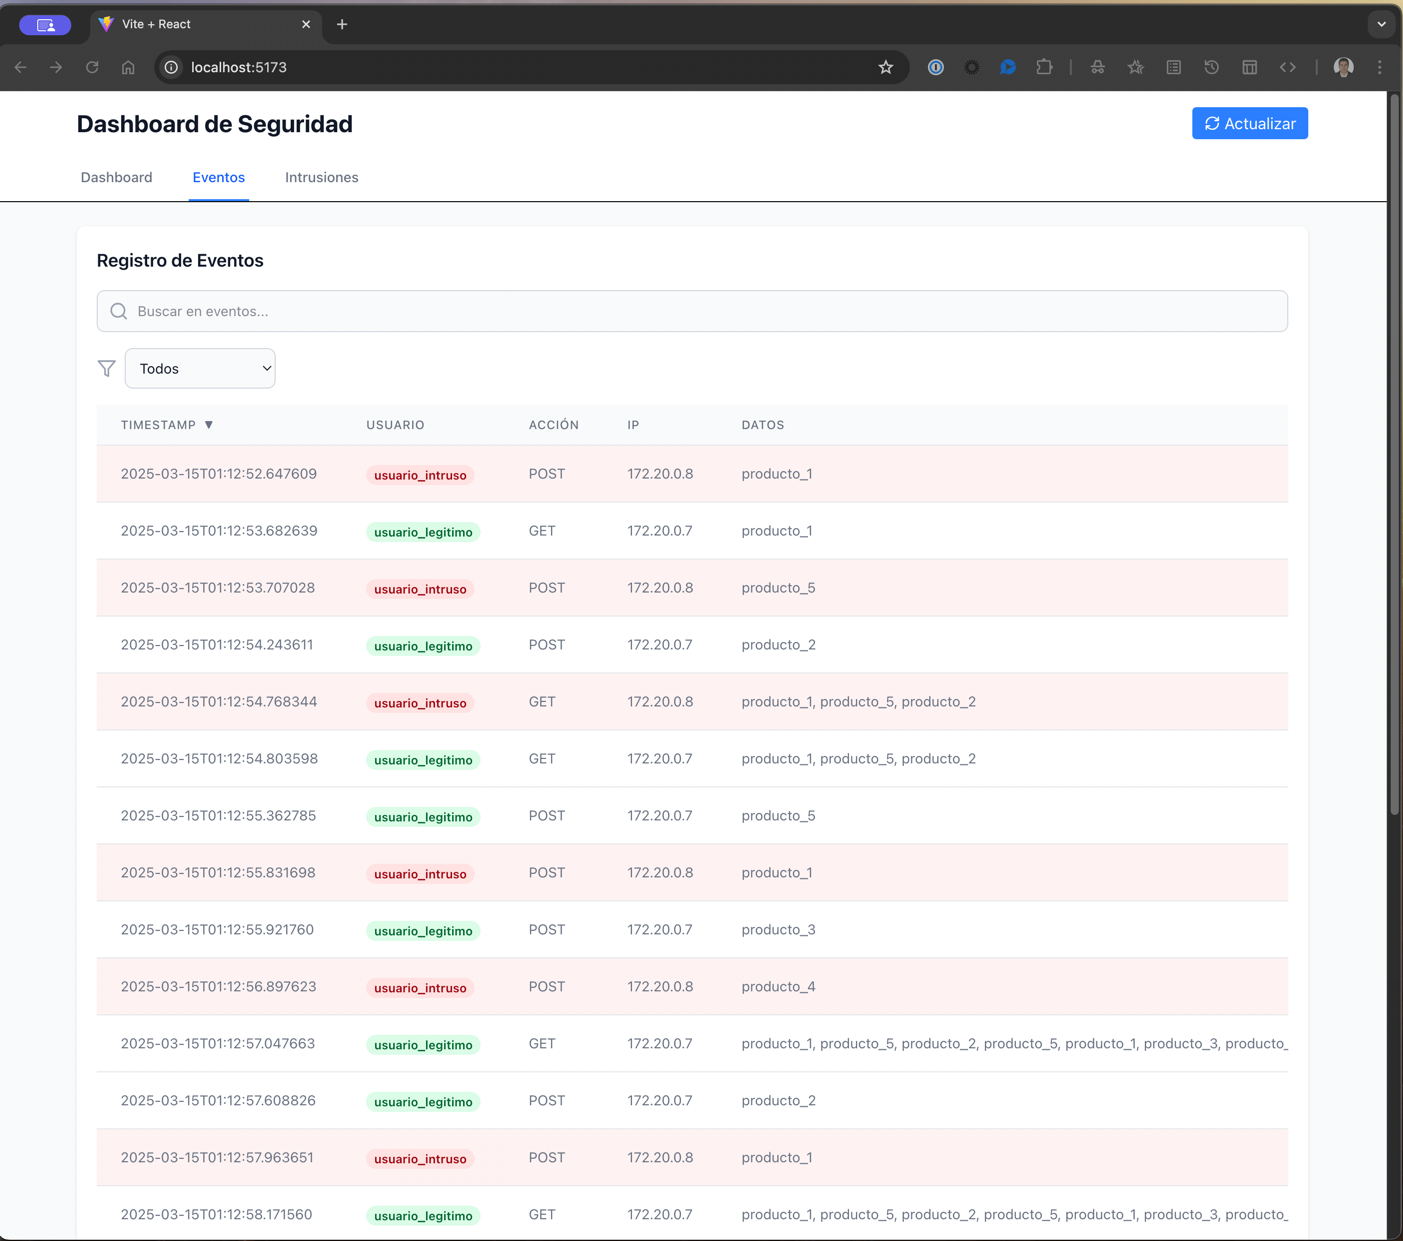 Vite + React
localhost:5173
Dashboard de Seguridad
Actualizar
Dashboard Eventos Intrusiones
Registro de Eventos
Buscar en eventos...
Todos
TIMESTAMP ▼ USUARIO ACCIÓN IP DATOS
2025-03-15T01:12:52.647609 usuario_intruso POST 172.20.0.8 producto_1
2025-03-15T01:12:53.682639 usuario_legitimo GET 172.20.0.7 producto_1
2025-03-15T01:12:53.707028 usuario_intruso POST 172.20.0.8 producto_5
2025-03-15T01:12:54.243611 usuario_legitimo POST 172.20.0.7 producto_2
2025-03-15T01:12:54.768344 usuario_intruso GET 172.20.0.8 producto_1, producto_5, producto_2
2025-03-15T01:12:54.803598 usuario_legitimo GET 172.20.0.7 producto_1, producto_5, producto_2
2025-03-15T01:12:55.362785 usuario_legitimo POST 172.20.0.7 producto_5
2025-03-15T01:12:55.831698 usuario_intruso POST 172.20.0.8 producto_1
2025-03-15T01:12:55.921760 usuario_legitimo POST 172.20.0.7 producto_3
2025-03-15T01:12:56.897623 usuario_intruso POST 172.20.0.8 producto_4
2025-03-15T01:12:57.047663 usuario_legitimo GET 172.20.0.7 producto_1, producto_5, producto_2, producto_5, producto_1, producto_3, producto_
2025-03-15T01:12:57.608826 usuario_legitimo POST 172.20.0.7 producto_2
2025-03-15T01:12:57.963651 usuario_intruso POST 172.20.0.8 producto_1
2025-03-15T01:12:58.171560 usuario_legitimo GET 172.20.0.7 producto_1, producto_5, producto_2, producto_5, producto_1, producto_3, producto_